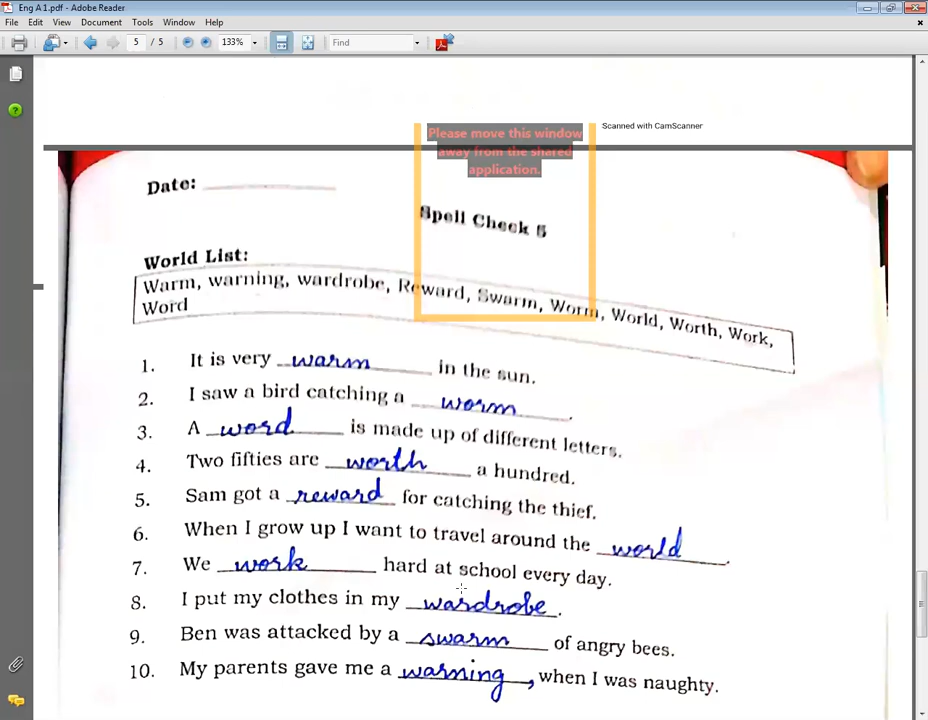 Eng A 1.pdf - Adobe Reader
File Edit View Document Tools Window Help
5 / 5 133% Find
Scanned with CamScanner
Please move this window
away from the shared
application.
Date:
Spell Check 5
World List:
Warm, warning, wardrobe, Reward, Swarm, Worm, World, Worth, Work,
Word
1. It is very warm in the sun.
2. I saw a bird catching a worm.
3. A word is made up of different letters.
4. Two fifties are worth a hundred.
5. Sam got a reward for catching the thief.
6. When I grow up I want to travel around the world.
7. We work hard at school every day.
8. I put my clothes in my wardrobe.
9. Ben was attacked by a swarm of angry bees.
10. My parents gave me a warning, when I was naughty.